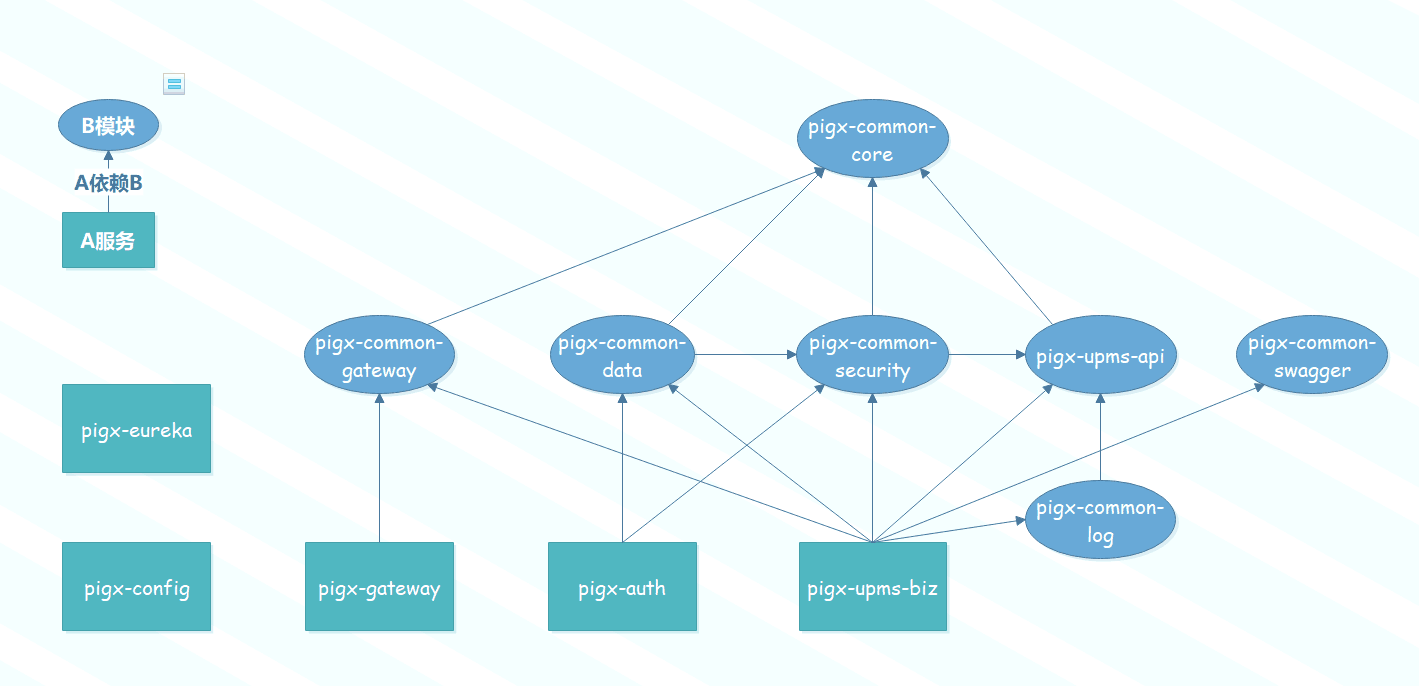 B模块
A依赖B
A服务
pigx-common-
core
pigx-common-
gateway
pigx-common-
data
pigx-common-
security
pigx-upms-api
pigx-common-
swagger
pigx-eureka
pigx-common-
log
pigx-config
pigx-gateway
pigx-auth
pigx-upms-biz